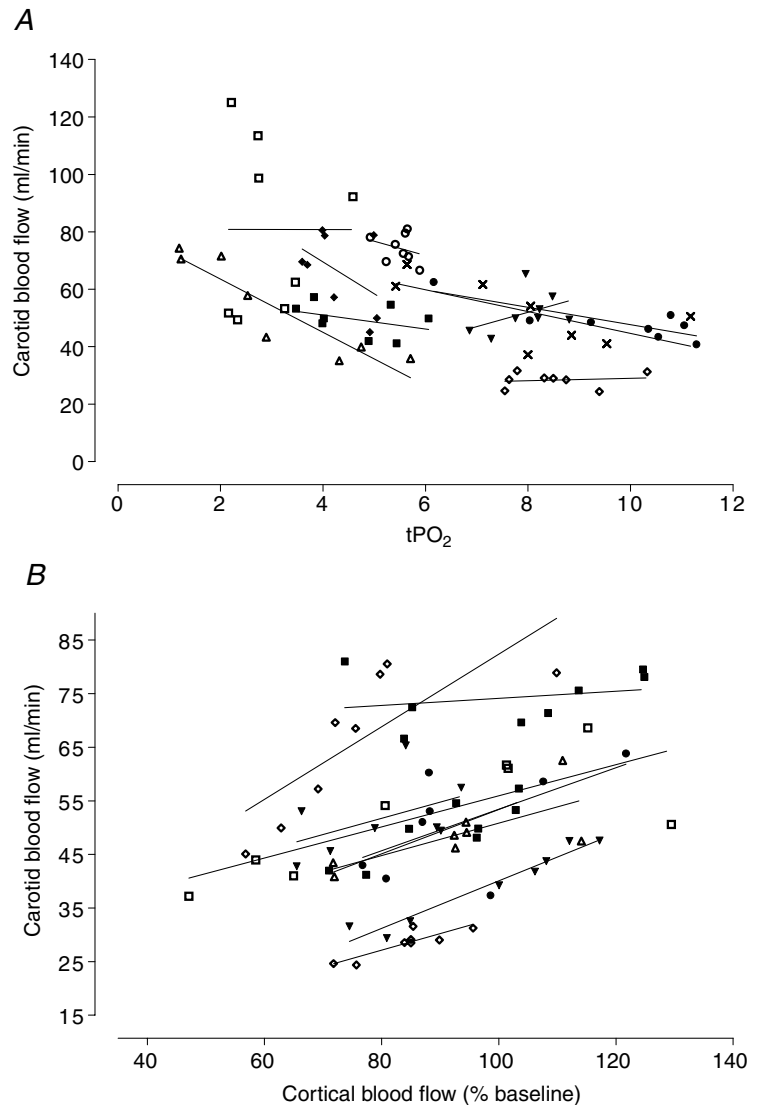 A
140
120
100
80
60
40
20
0
Carotid blood flow (ml/min)
0 2 4 6 8 10 12
tPO2
B
85
75
65
55
45
35
25
15
Carotid blood flow (ml/min)
40 60 80 100 120 140
Cortical blood flow (% baseline)